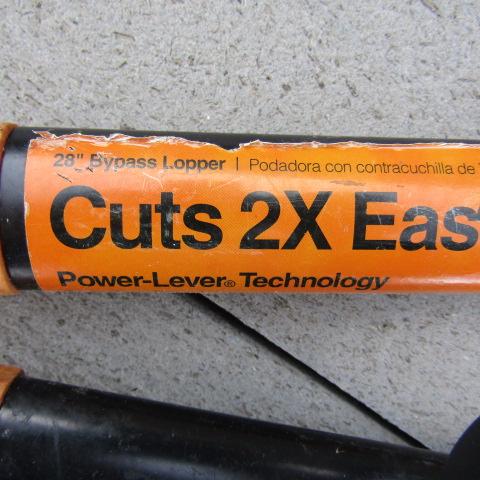 28" Bypass Lopper | Podadora con contracuchilla de
Cuts 2X Eas
Power-Lever® Technology